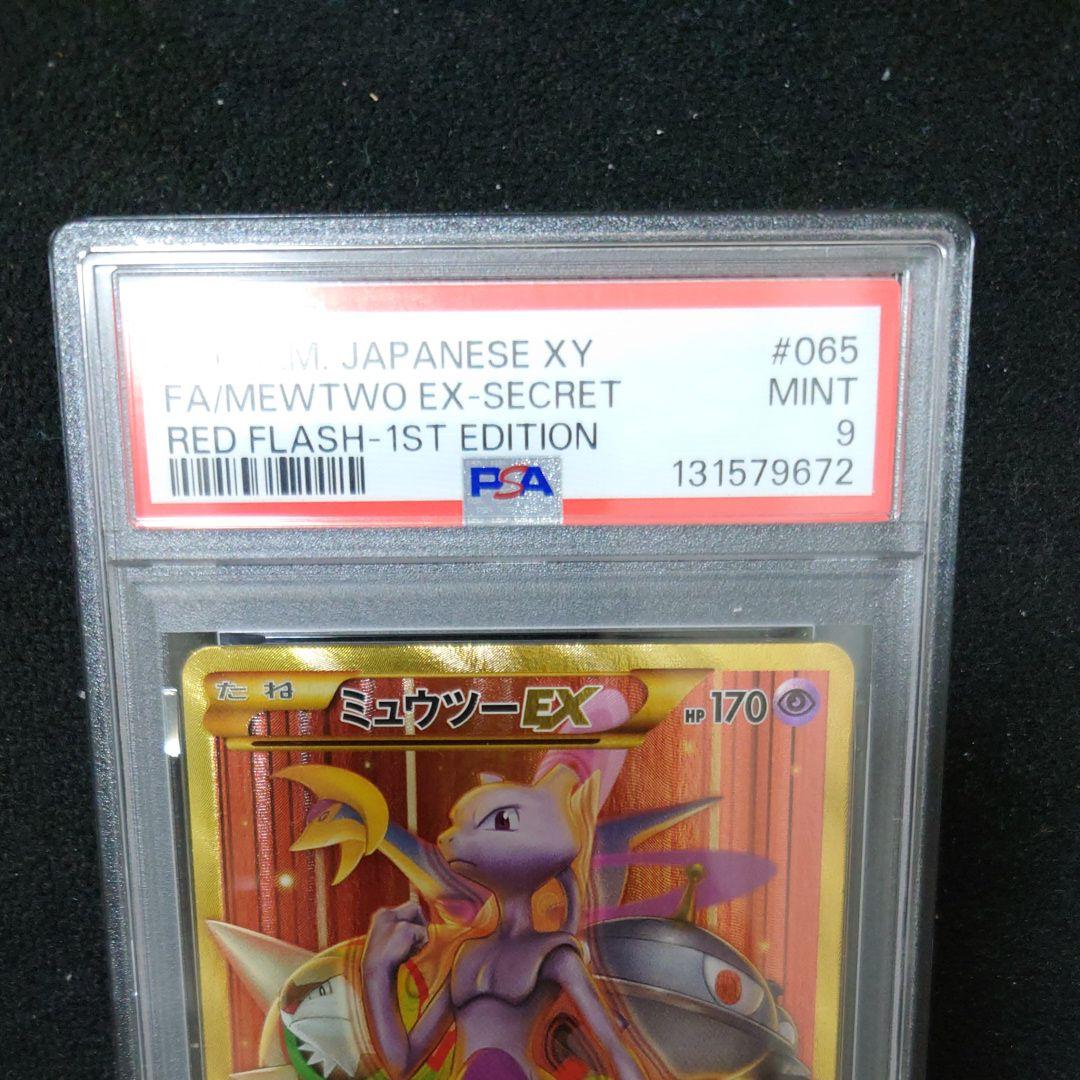 JAPANESE XY #065
FA/MEWTWO EX-SECRET MINT
RED FLASH-1ST EDITION 9
PSA 131579672
たね ミュウツーEX HP 170